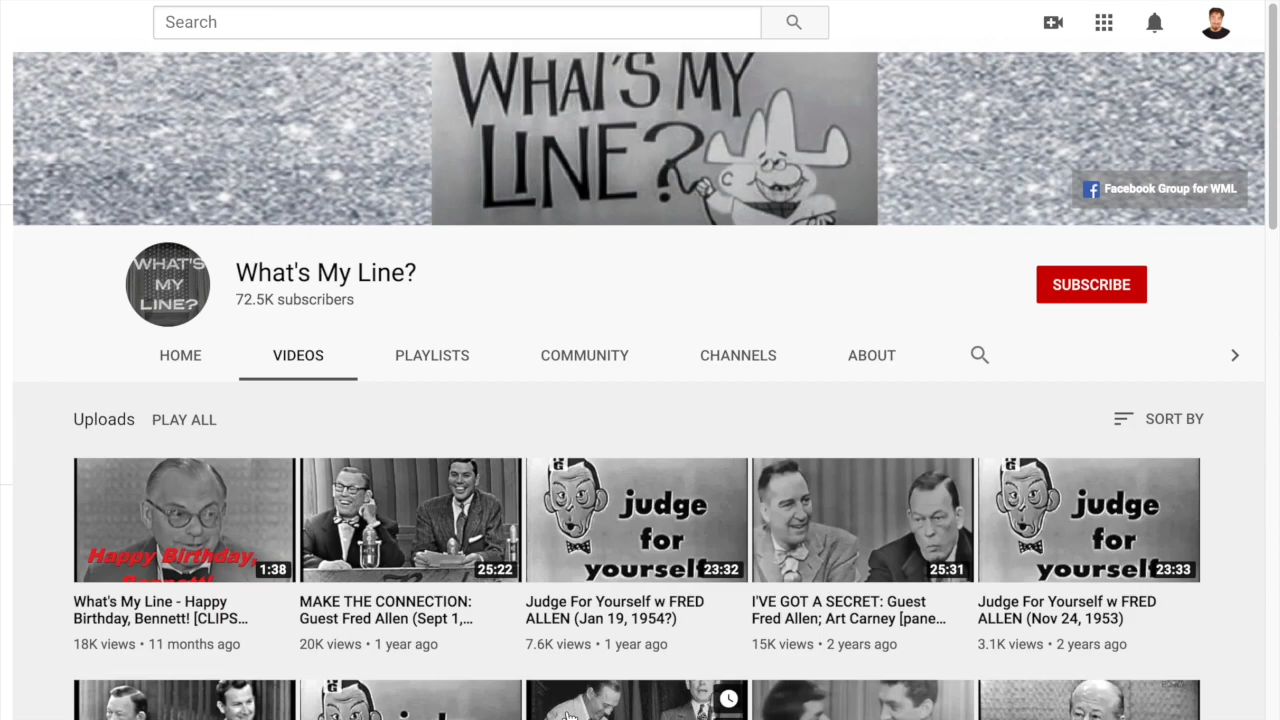 Search
WHAT'S MY
LINE?
Facebook Group for WML
WHAT'S
MY
LINE?
What's My Line?
72.5K subscribers
SUBSCRIBE
HOME
VIDEOS
PLAYLISTS
COMMUNITY
CHANNELS
ABOUT
Uploads
PLAY ALL
SORT BY
Happy Birthday,
Bennett!
1:38
25:22
judge
for
yourself
23:32
25:31
judge
for
yourself
23:33
What's My Line - Happy
Birthday, Bennett! [CLIPS...
18K views • 11 months ago
MAKE THE CONNECTION:
Guest Fred Allen (Sept 1,...
20K views • 1 year ago
Judge For Yourself w FRED
ALLEN (Jan 19, 1954?)
7.6K views • 1 year ago
I'VE GOT A SECRET: Guest
Fred Allen; Art Carney [pane...
15K views • 2 years ago
Judge For Yourself w FRED
ALLEN (Nov 24, 1953)
3.1K views • 2 years ago